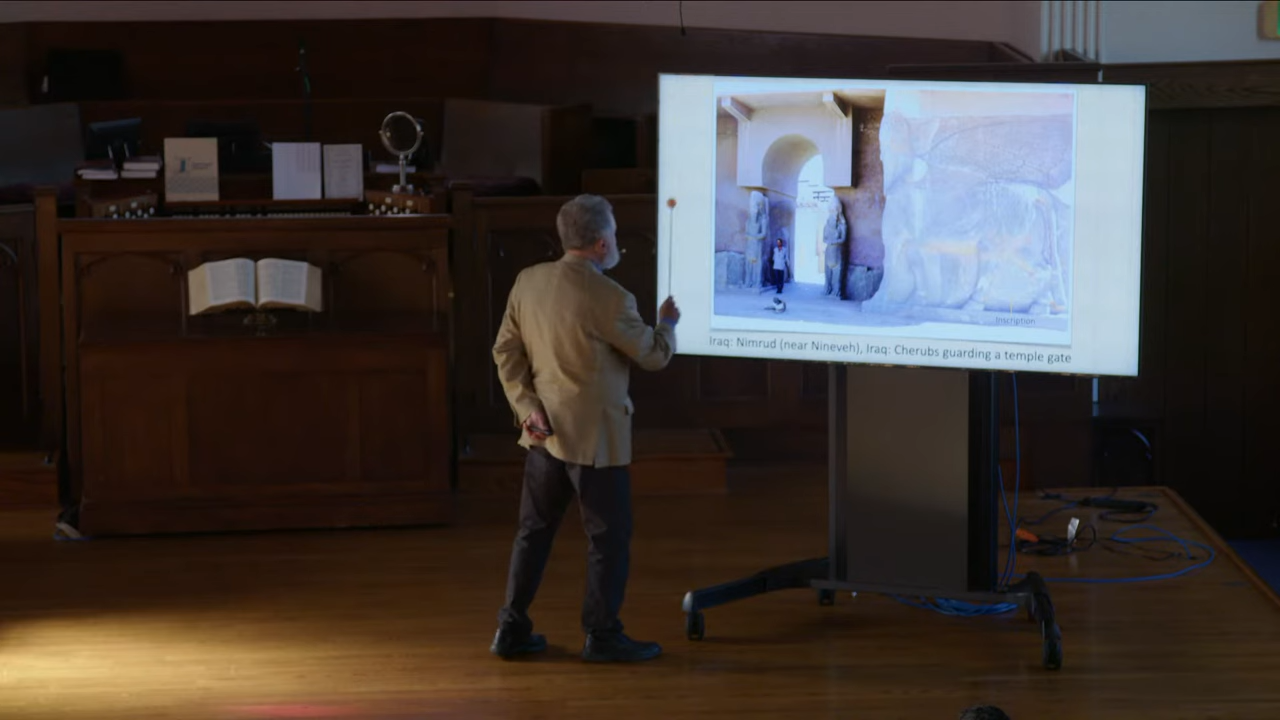 Inscription
Iraq: Nimrud (near Nineveh), Iraq: Cherubs guarding a temple gate